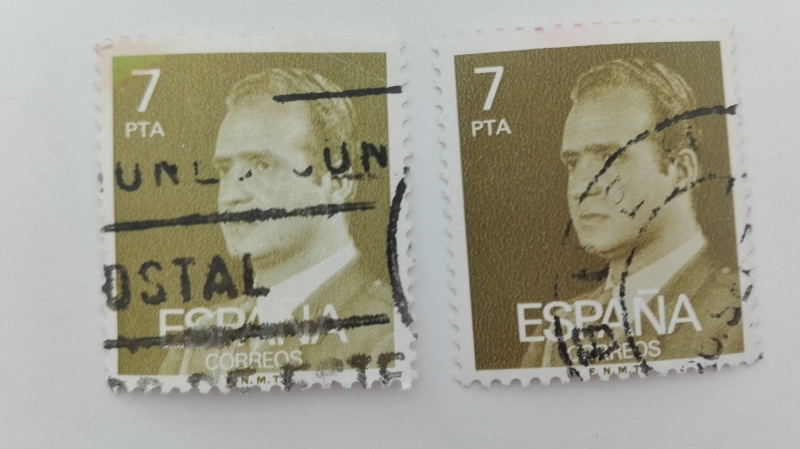 7
PTA
OSTAL
ESPAÑA
CORREOS
F. N. M. T.
7
PTA
ESPAÑA
CORREOS
F N M T